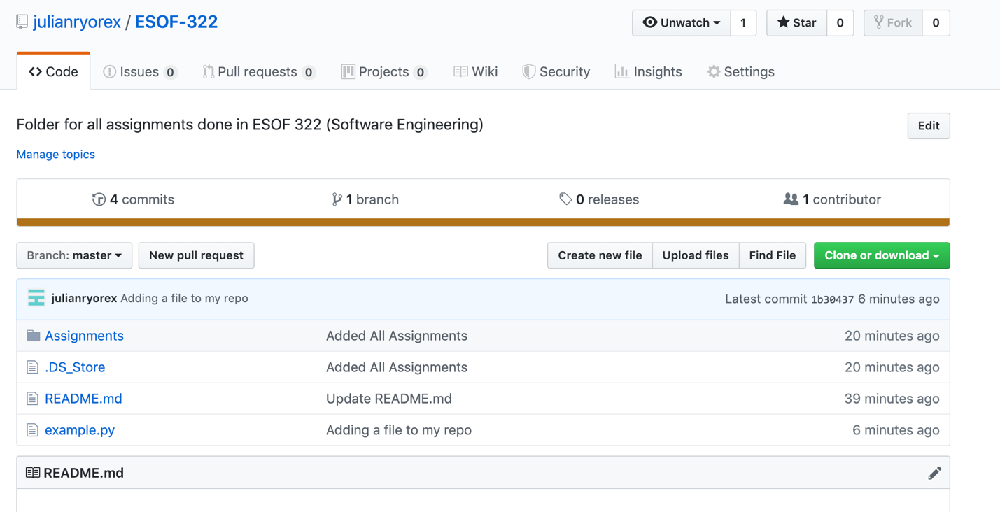 julianryorex / ESOF-322
Unwatch 1 Star 0 Fork 0
Code Issues 0 Pull requests 0 Projects 0 Wiki Security Insights Settings
Folder for all assignments done in ESOF 322 (Software Engineering)
Edit
Manage topics
4 commits 1 branch 0 releases 1 contributor
Branch: master New pull request Create new file Upload files Find File Clone or download
julianryorex Adding a file to my repo Latest commit 1b30437 6 minutes ago
Assignments Added All Assignments 20 minutes ago
.DS_Store Added All Assignments 20 minutes ago
README.md Update README.md 39 minutes ago
example.py Adding a file to my repo 6 minutes ago
README.md